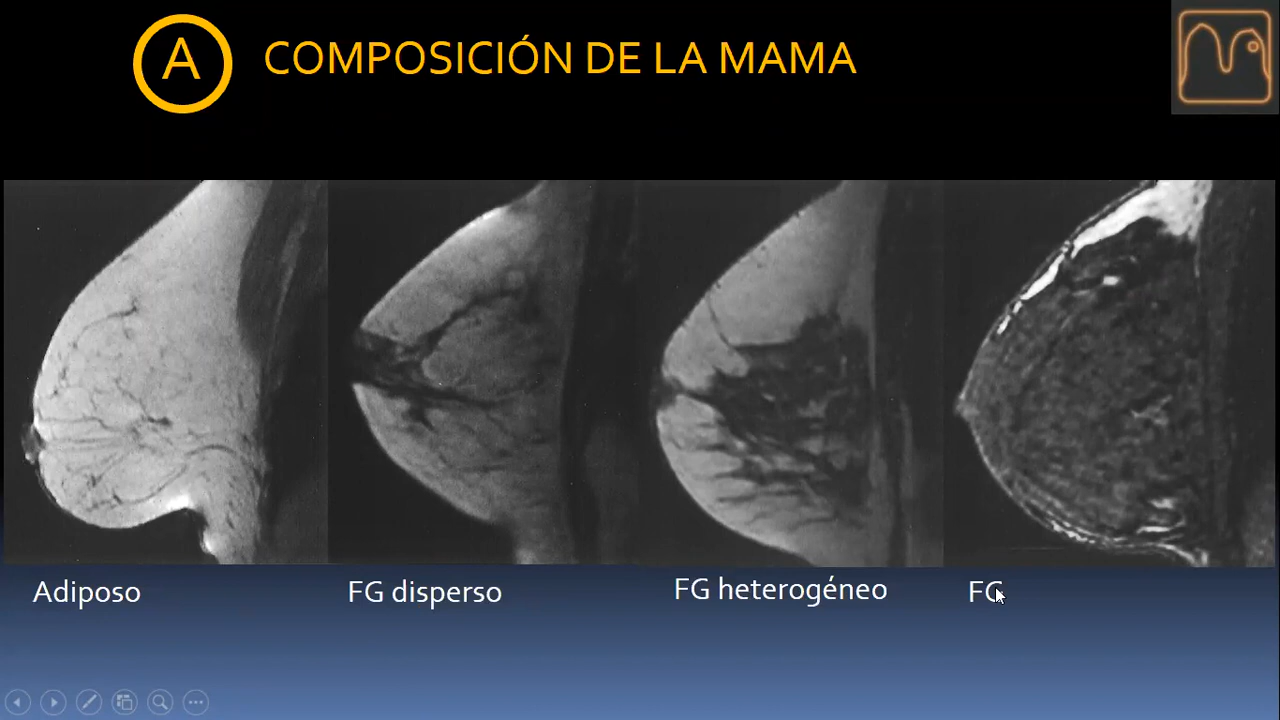 A
COMPOSICIÓN DE LA MAMA
Adiposo
FG disperso
FG heterogéneo
FG